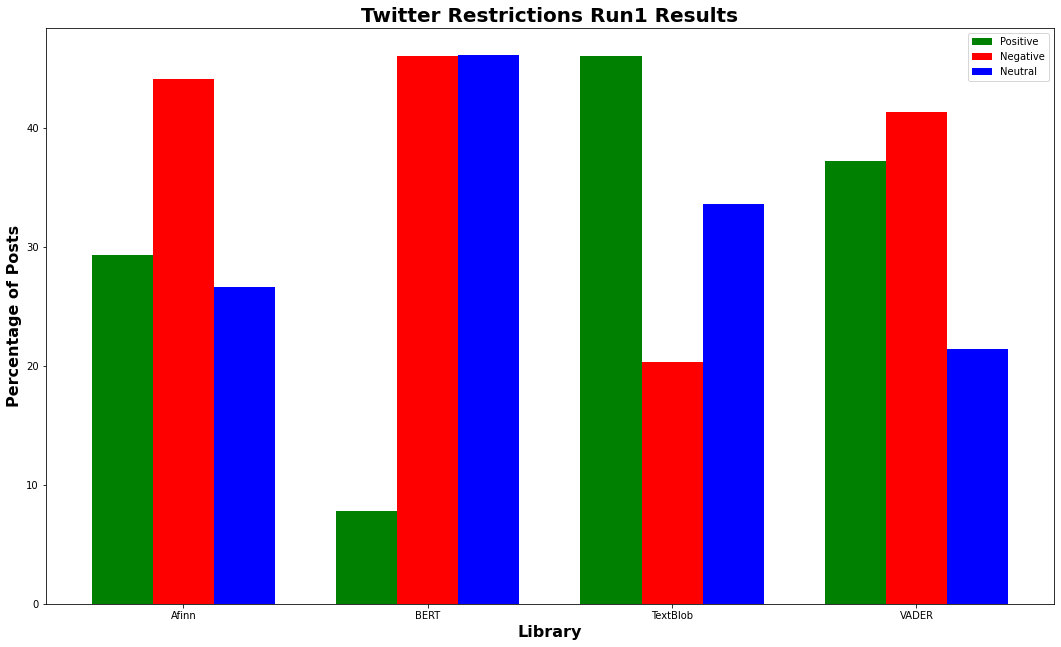 Twitter Restrictions Run1 Results
Positive
Negative
Neutral
Percentage of Posts
40
30
20
10
0
Afinn
BERT
TextBlob
VADER
Library